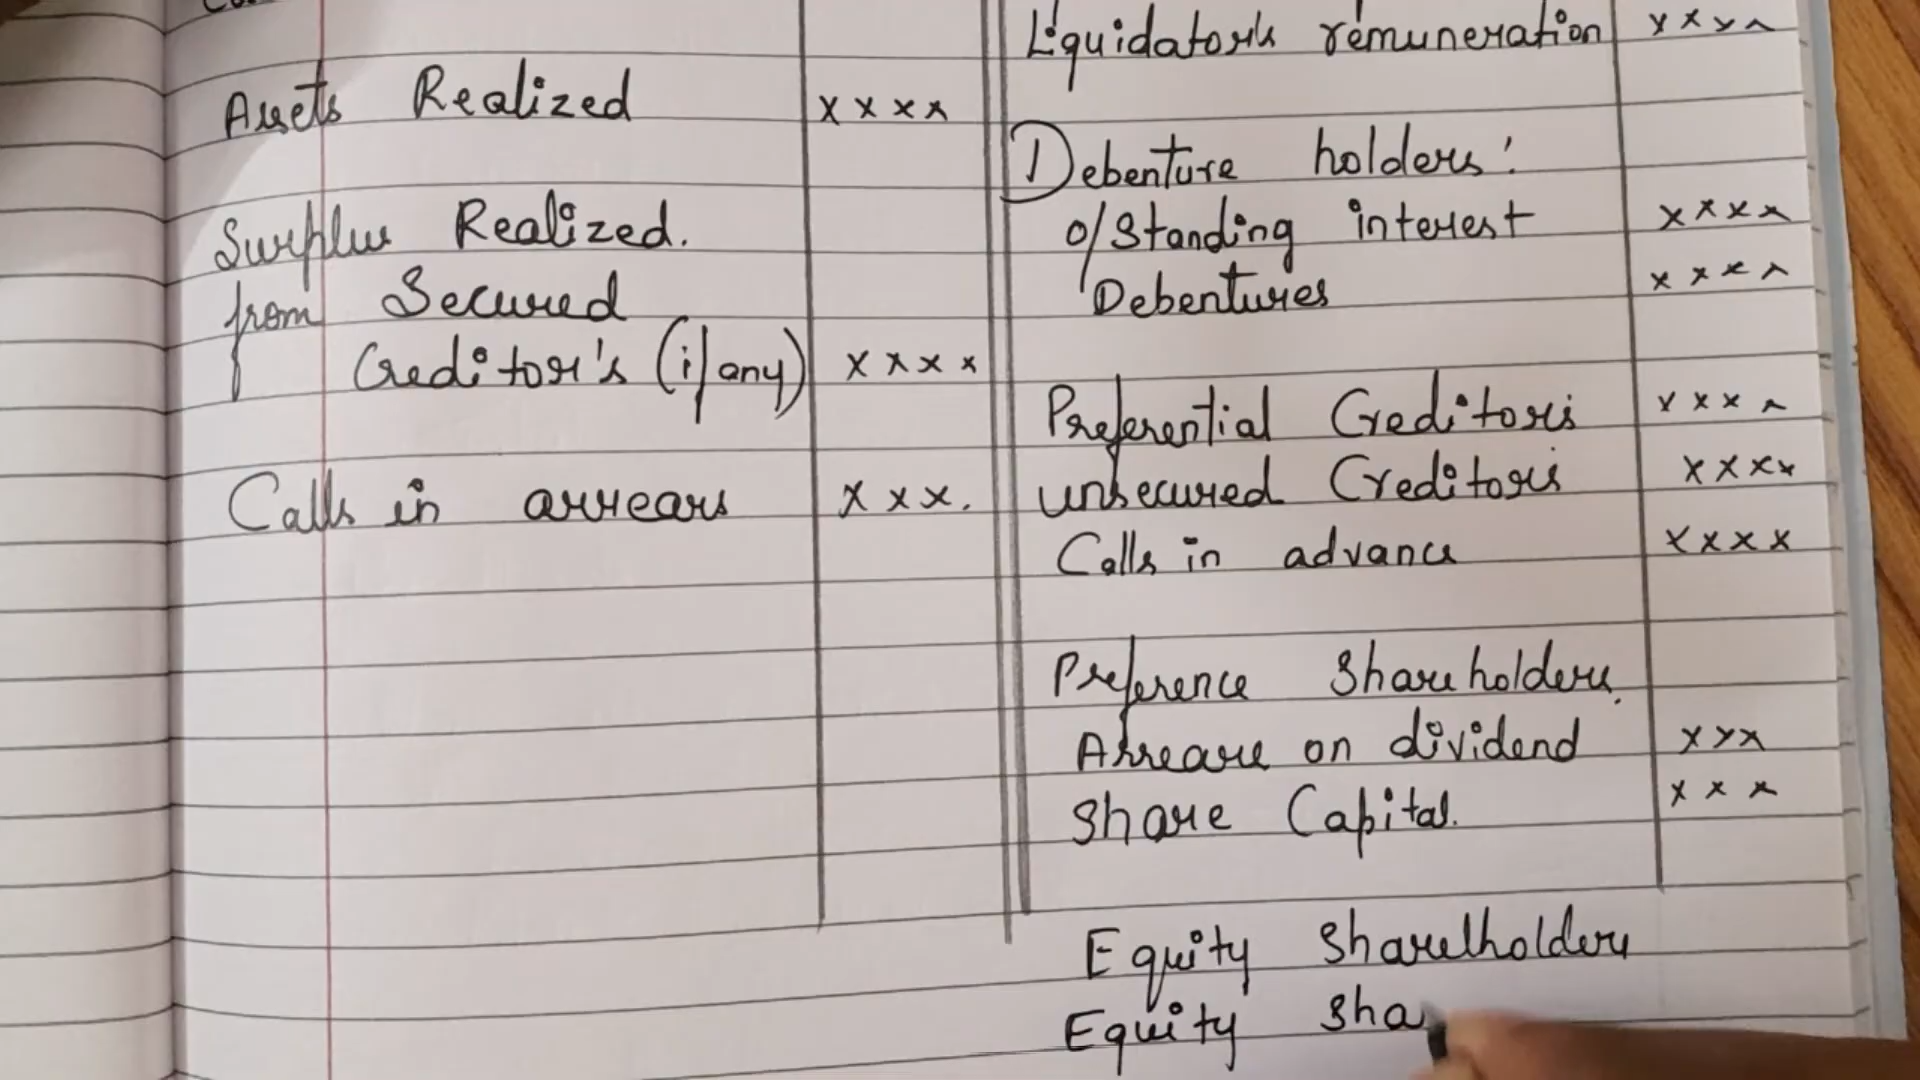 Assets Realized xxxx
Surplus Realized.
from Secured
Creditor's (if any) xxxx
Calls in arrears xxx.
Liquidator's remuneration xxxx
Debenture holders:
o/standing interest xxxx
Debentures xxxx
Preferential Creditors xxxx
unsecured Creditors xxxx
Calls in advance xxxx
Preference Shareholders.
Arreare on dividend xxx
Share Capital. xxx
Equity Shareholders
Equity Sha